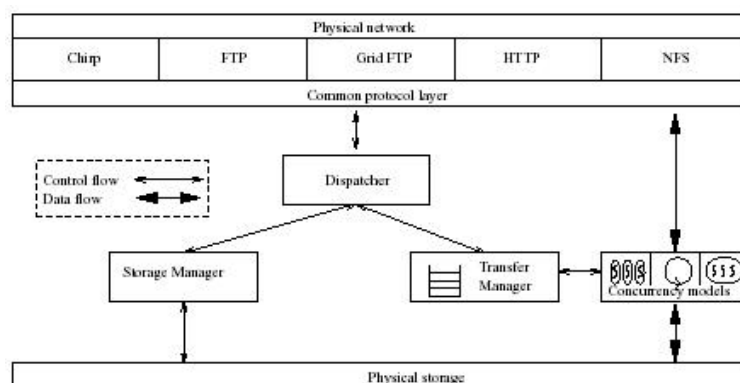 Physical network
Chirp
FTP
Grid FTP
HTTP
NFS
Common protocol layer
Control flow
Data flow
Dispatcher
Storage Manager
Transfer
Manager
Concurrency models
Physical storage